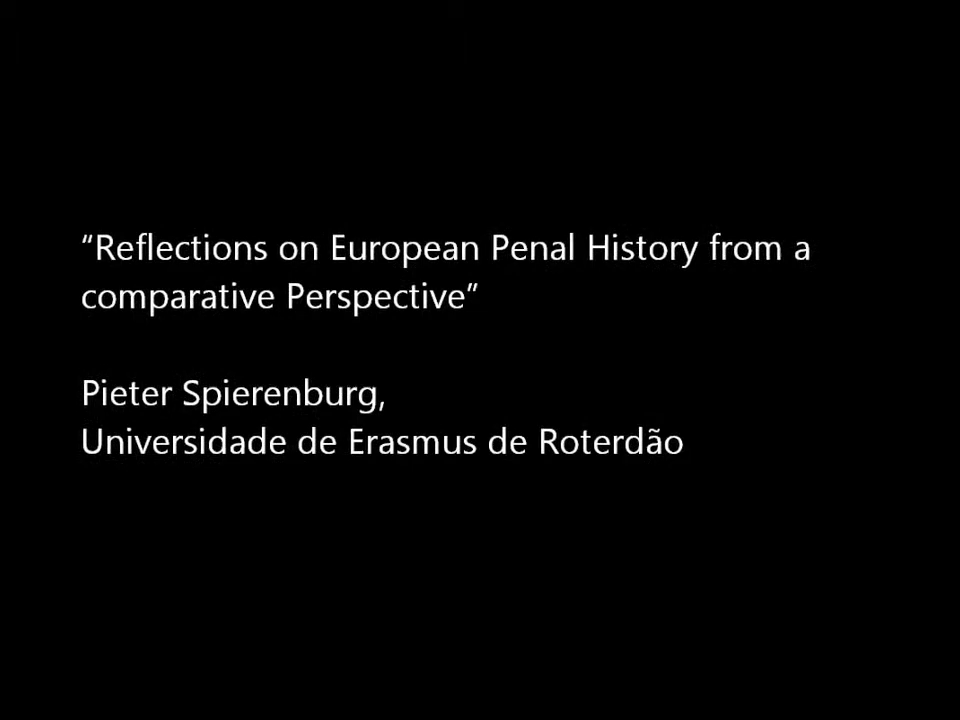 “Reflections on European Penal History from a
comparative Perspective”
Pieter Spierenburg,
Universidade de Erasmus de Roterdão